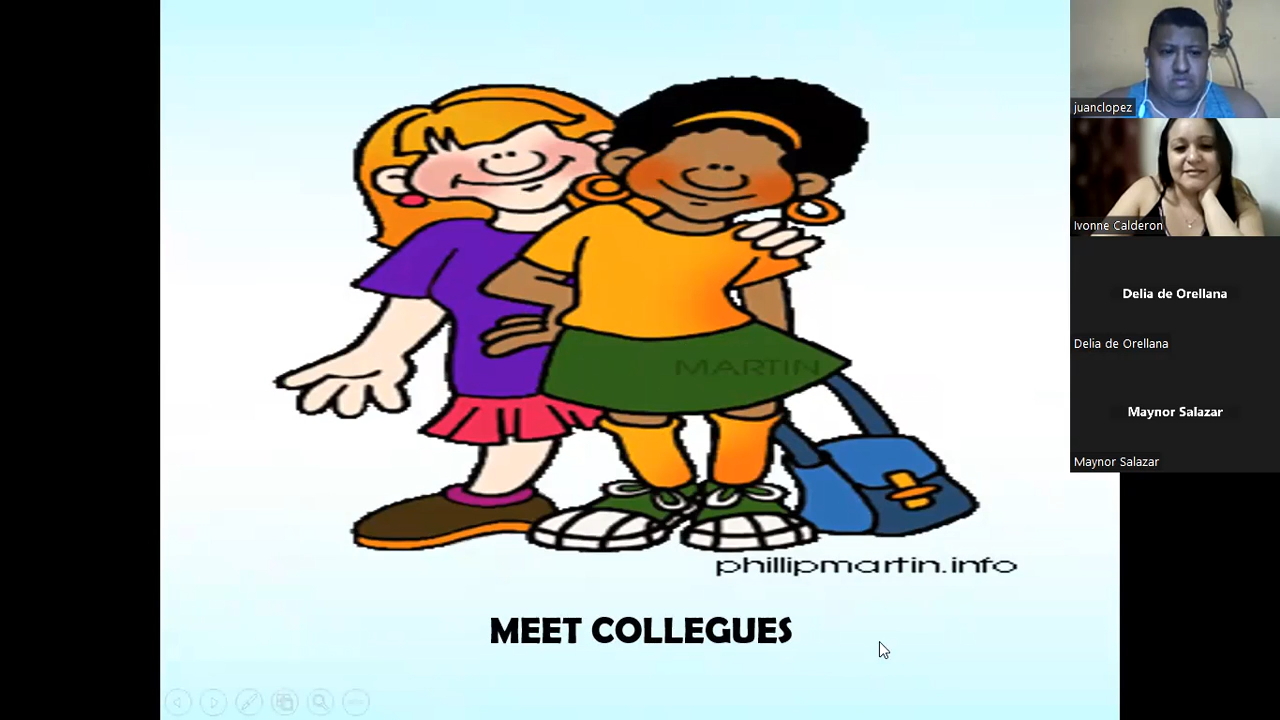 MARTIN
phillipmartin.info
MEET COLLEGUES
juanclopez
Ivonne Calderon
Delia de Orellana
Delia de Orellana
Maynor Salazar
Maynor Salazar